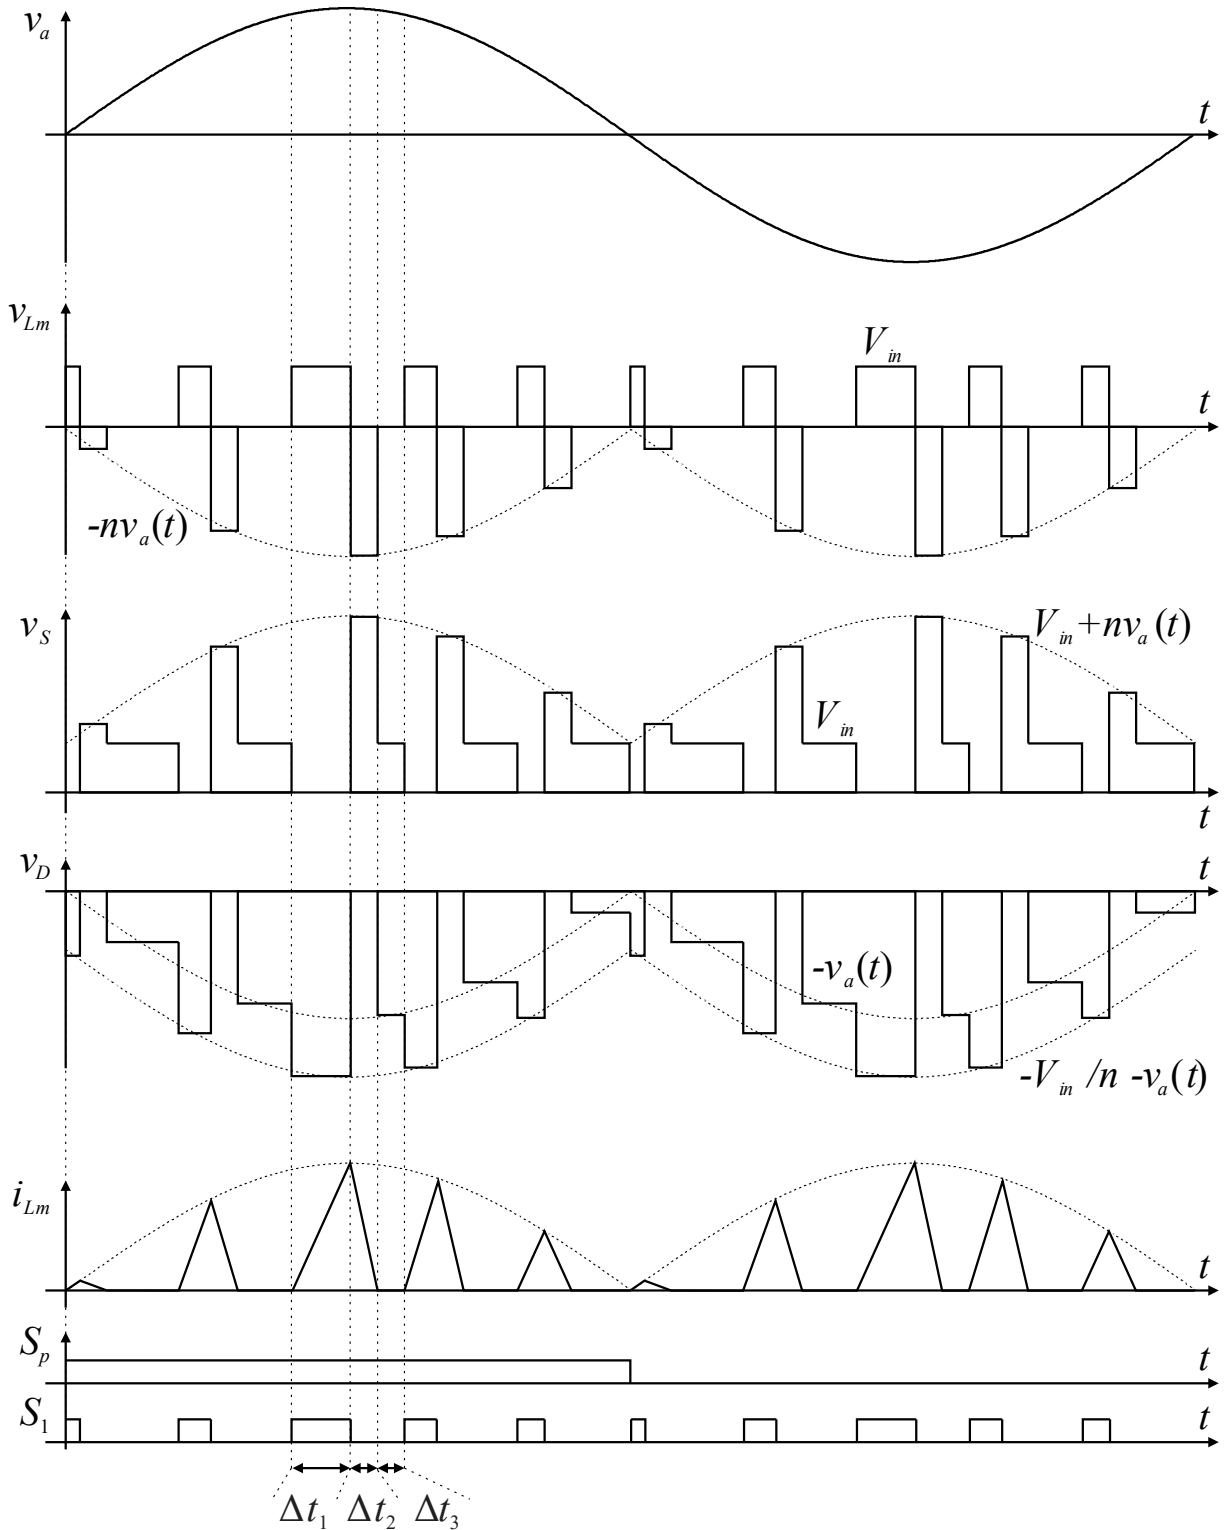 v_a
t
v_Lm
V_in
t
-nv_a(t)
v_S
V_in+nv_a(t)
V_in
t
v_D
t
-v_a(t)
-V_in /n -v_a(t)
i_Lm
t
S_p
t
S_1
t
Δt_1 Δt_2 Δt_3